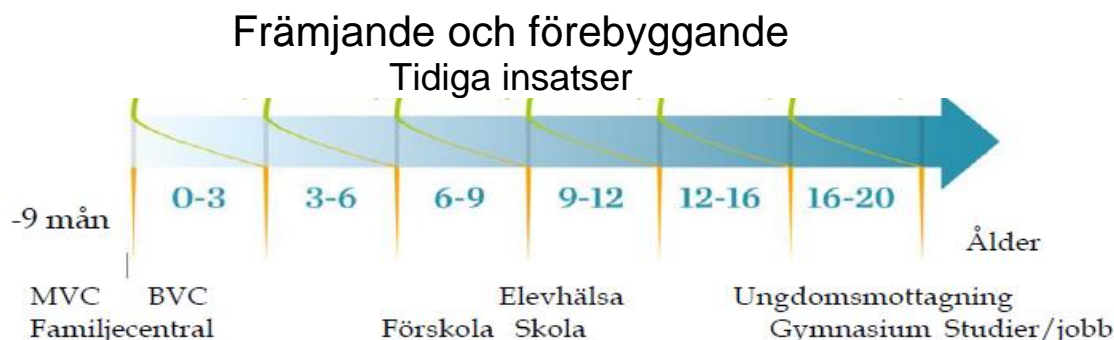 Främjande och förebyggande
Tidiga insatser
0-3 3-6 6-9 9-12 12-16 16-20
-9 mån
Ålder
MVC BVC Elevhälsa Ungdomsmottagning
Familjecentral Förskola Skola Gymnasium Studier/jobb